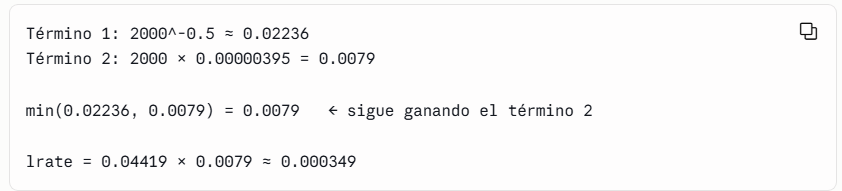 Término 1: 2000^-0.5 ≈ 0.02236
Término 2: 2000 × 0.00000395 = 0.0079
min(0.02236, 0.0079) = 0.0079   ← sigue ganando el término 2
lrate = 0.04419 × 0.0079 ≈ 0.000349